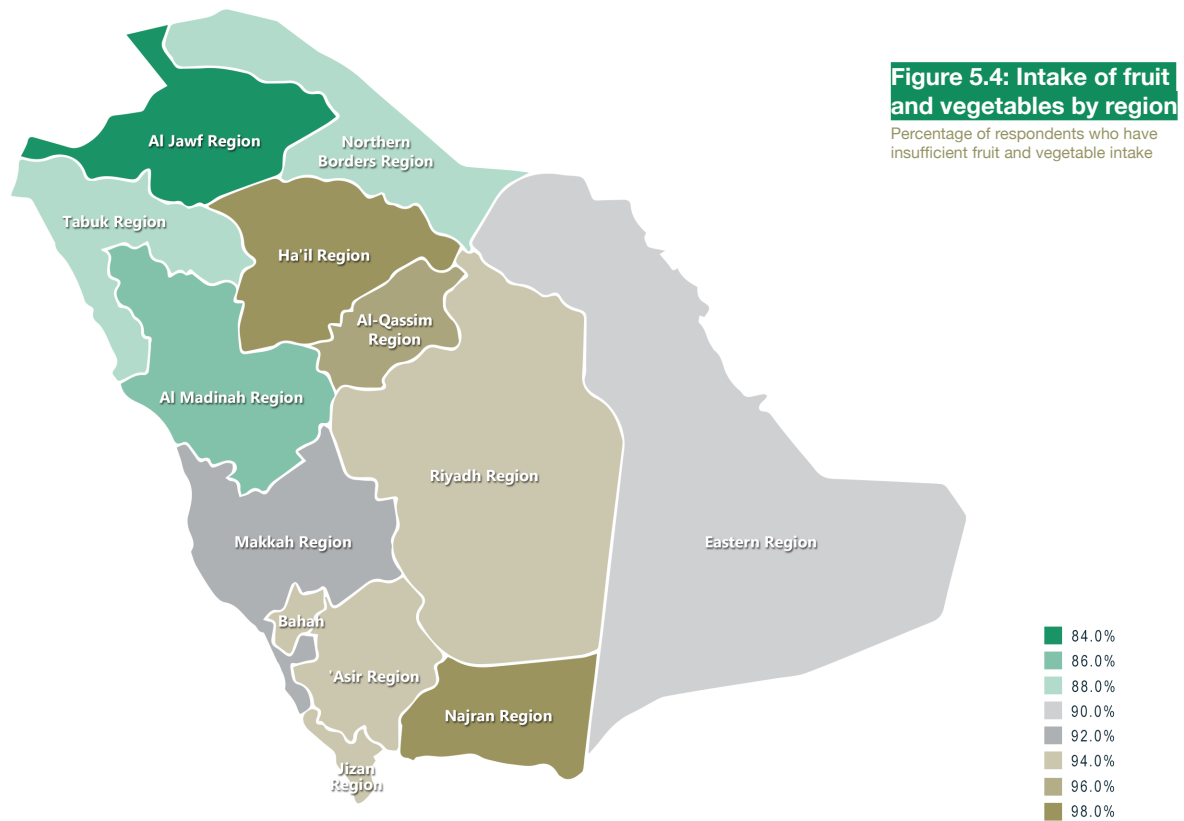 Figure 5.4: Intake of fruit
and vegetables by region
Percentage of respondents who have
insufficient fruit and vegetable intake
Al Jawf Region
Northern
Borders Region
Tabuk Region
Ha'il Region
Al-Qassim
Region
Al Madinah Region
Riyadh Region
Makkah Region
Eastern Region
Bahah
'Asir Region
Najran Region
Jizan
Region
84.0%
86.0%
88.0%
90.0%
92.0%
94.0%
96.0%
98.0%